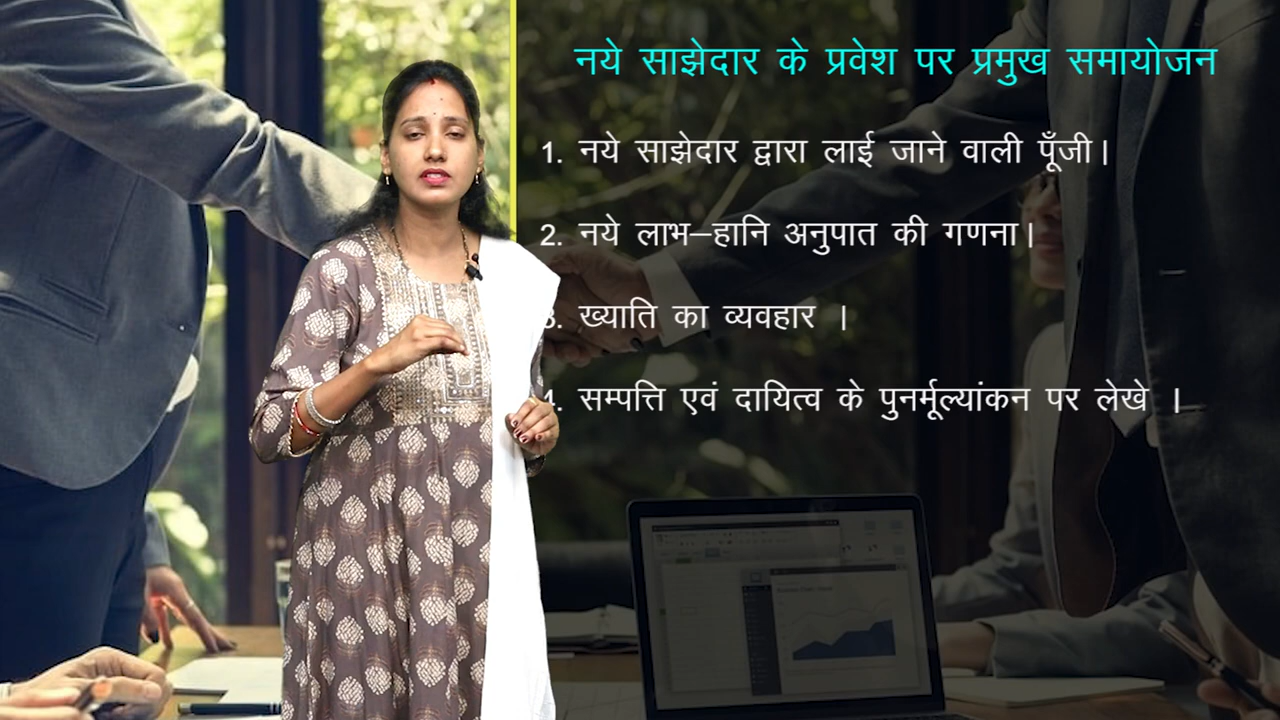 नये साझेदार के प्रवेश पर प्रमुख समायोजन
1. नये साझेदार द्वारा लाई जाने वाली पूँजी।
2. नये लाभ–हानि अनुपात की गणना।
3. ख्याति का व्यवहार ।
4. सम्पत्ति एवं दायित्व के पुनर्मूल्यांकन पर लेखे ।